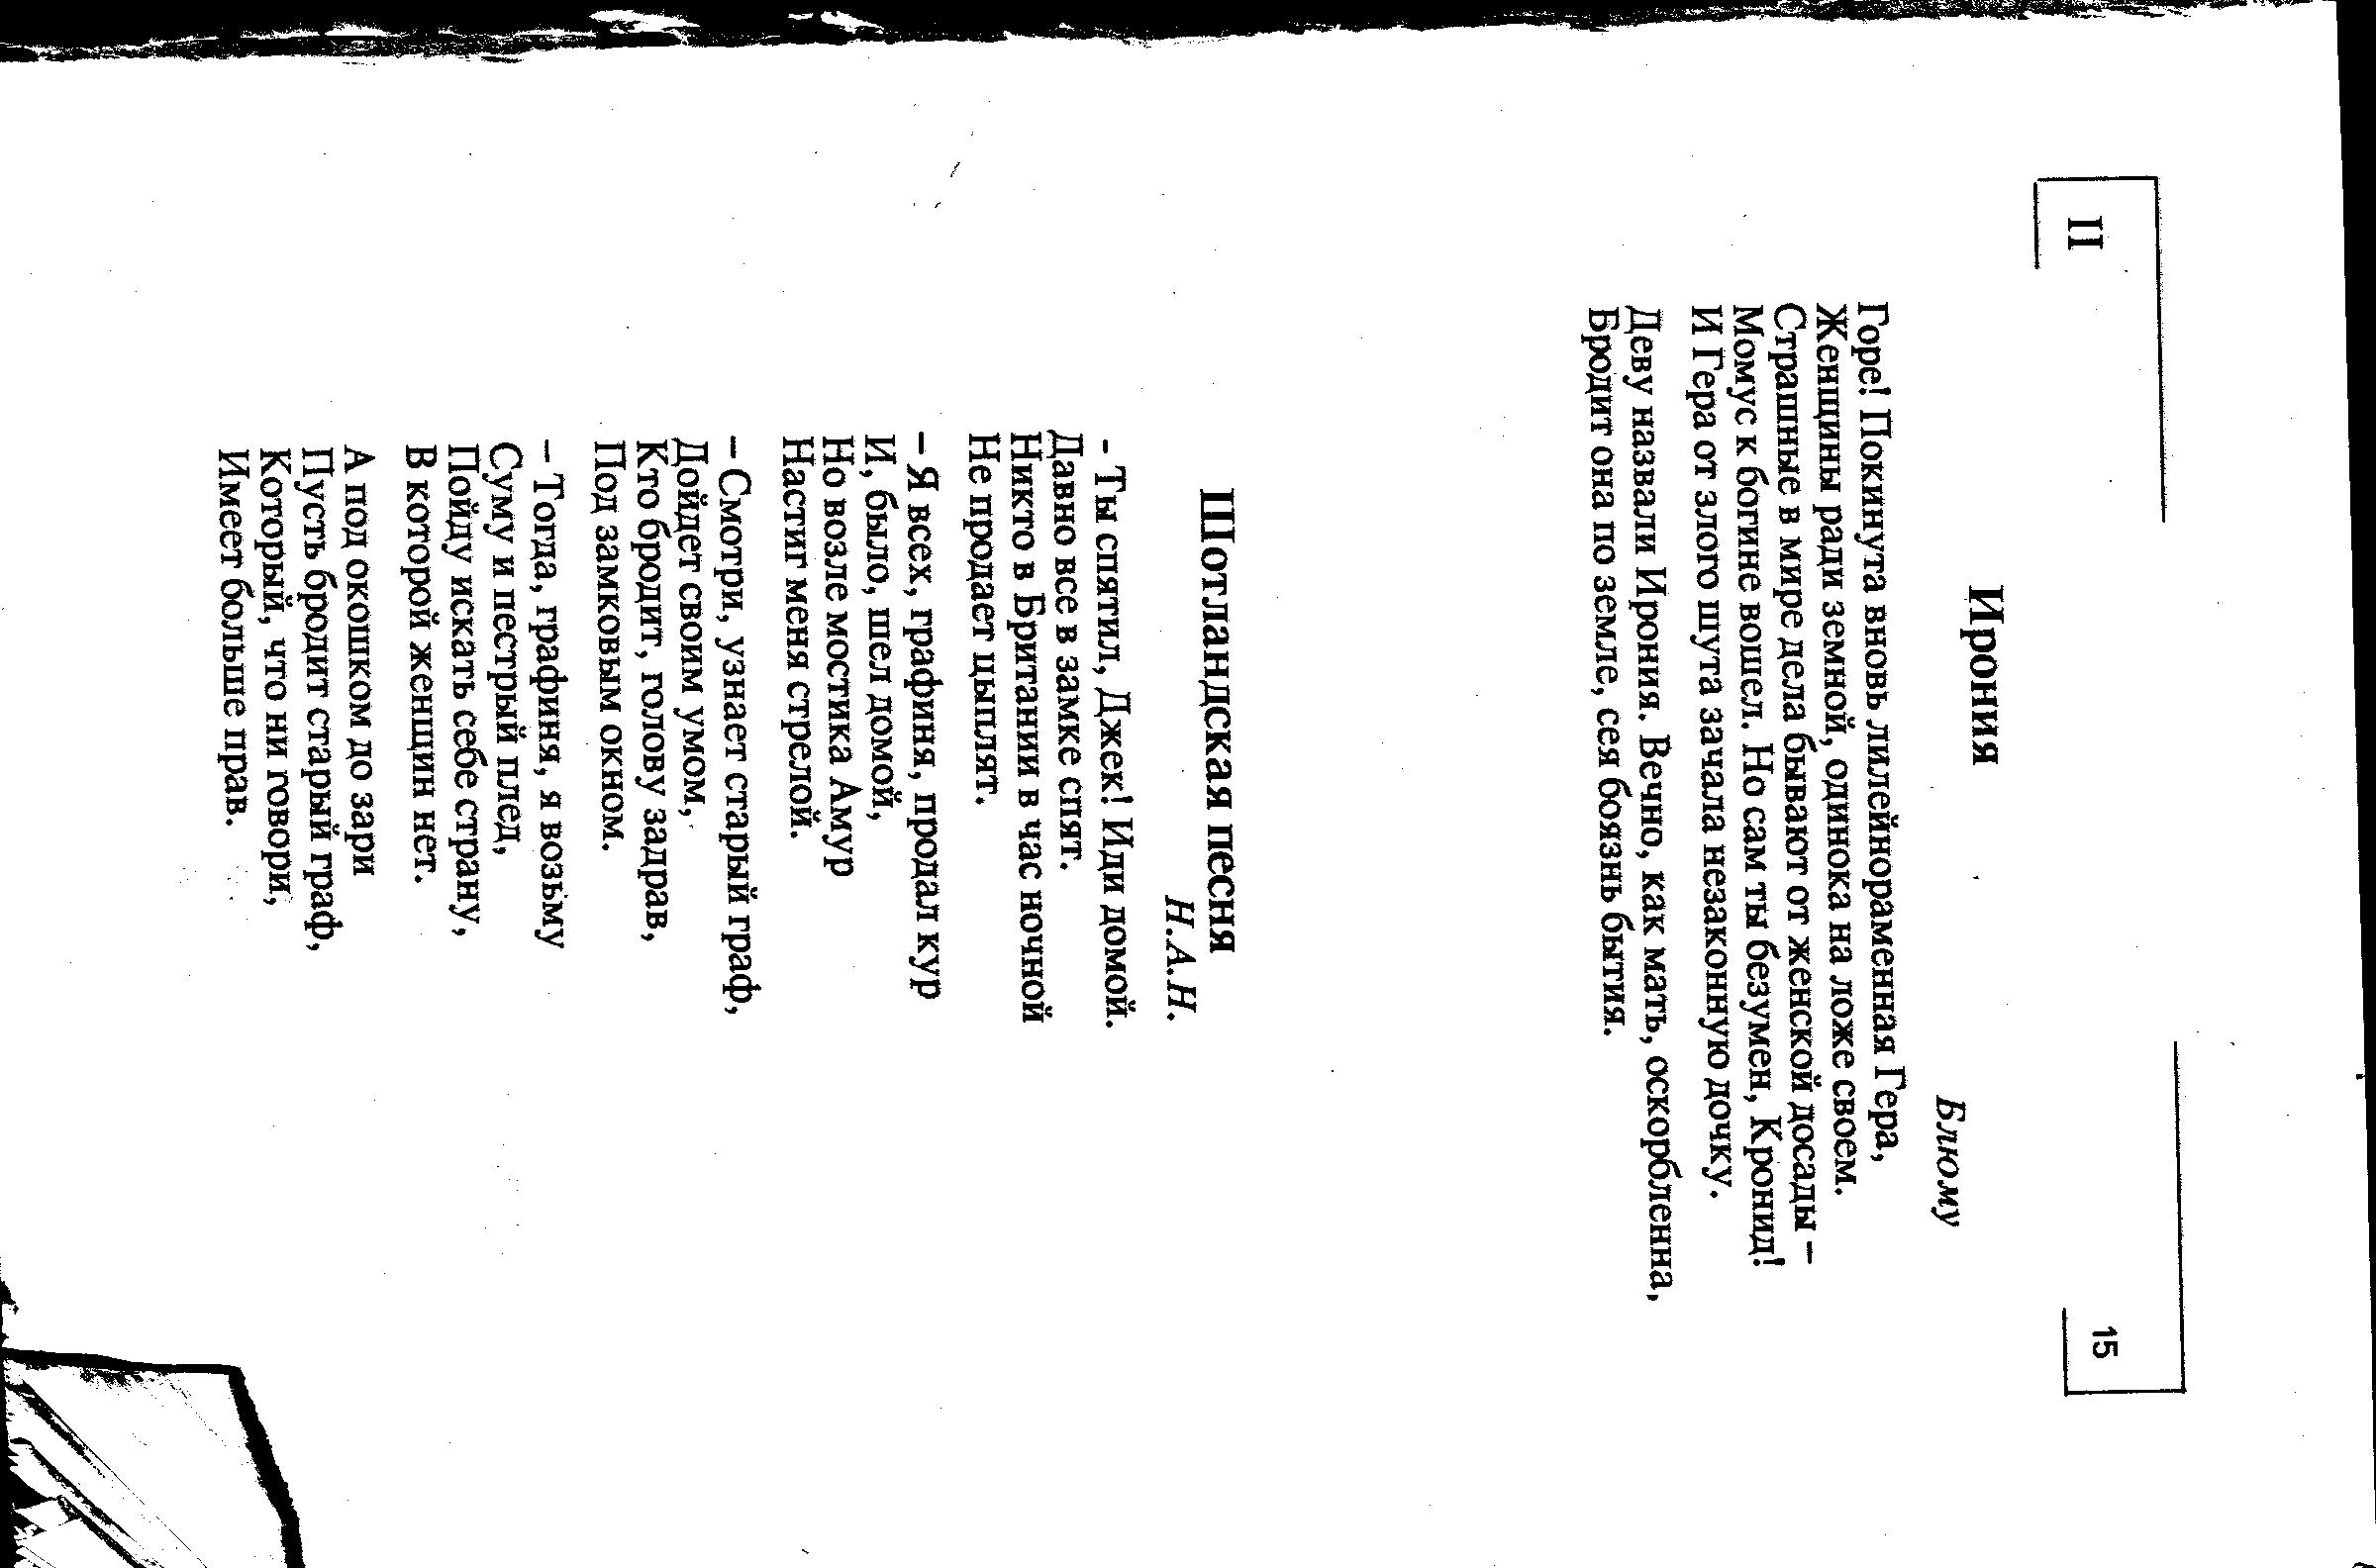 II
15
Ирония
Блюму
Горе! Покинута вновь лилейнораменная Гера,
Женщины ради земной, одинока на ложе своем.
Страшные в мире дела бывают от женской досады –
Момус к богине вошел. Но сам ты безумен, Кронид!
И Гера от злого шута зачала незаконную дочку.
Деву назвали Ирония. Вечно, как мать, оскорбленна,
Бродит она по земле, сея боязнь бытия.
Шотландская песня
Н.А.Н.
- Ты спятил, Джек! Иди домой.
Давно все в замке спят.
Никто в Британии в час ночной
Не продает цыплят.
– Я всех, графиня, продал кур
И, было, шел домой,
Но возле мостика Амур
Настиг меня стрелой.
– Смотри, узнает старый граф,
Дойдет своим умом,
Кто бродит, голову задрав,
Под замковым окном.
– Тогда, графиня, я возьму
Суму и пестрый плед,
Пойду искать себе страну,
В которой женщин нет.
А под окошком до зари
Пусть бродит старый граф,
Который, что ни говори,
Имеет больше прав.